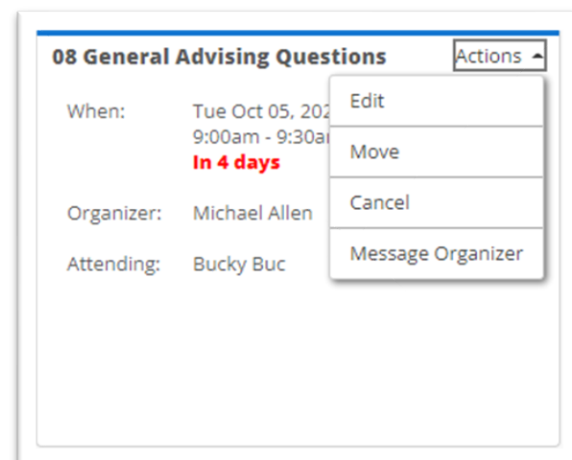 08 General Advising Questions Actions
When: Tue Oct 05, 202
9:00am - 9:30a
In 4 days
Organizer: Michael Allen
Attending: Bucky Buc
Edit
Move
Cancel
Message Organizer